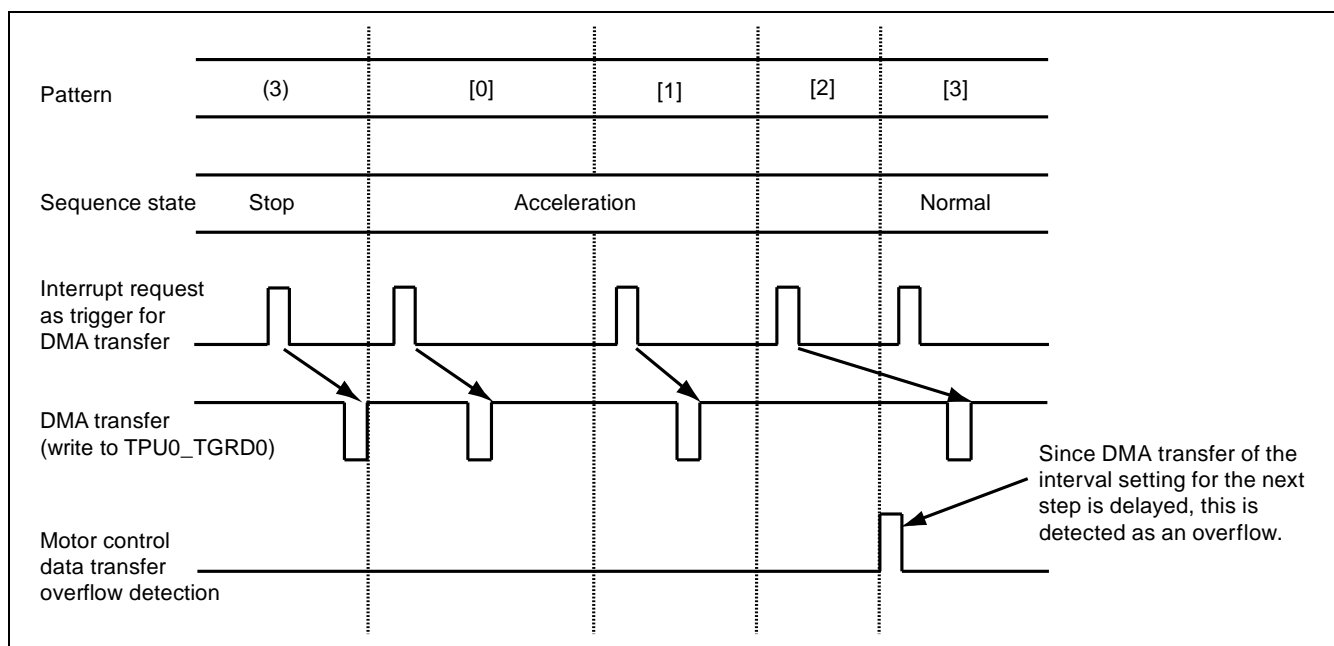 Pattern
(3)
[0]
[1]
[2]
[3]
Sequence state
Stop
Acceleration
Normal
Interrupt request
as trigger for
DMA transfer
DMA transfer
(write to TPU0_TGRD0)
Since DMA transfer of the
interval setting for the next
step is delayed, this is
detected as an overflow.
Motor control
data transfer
overflow detection